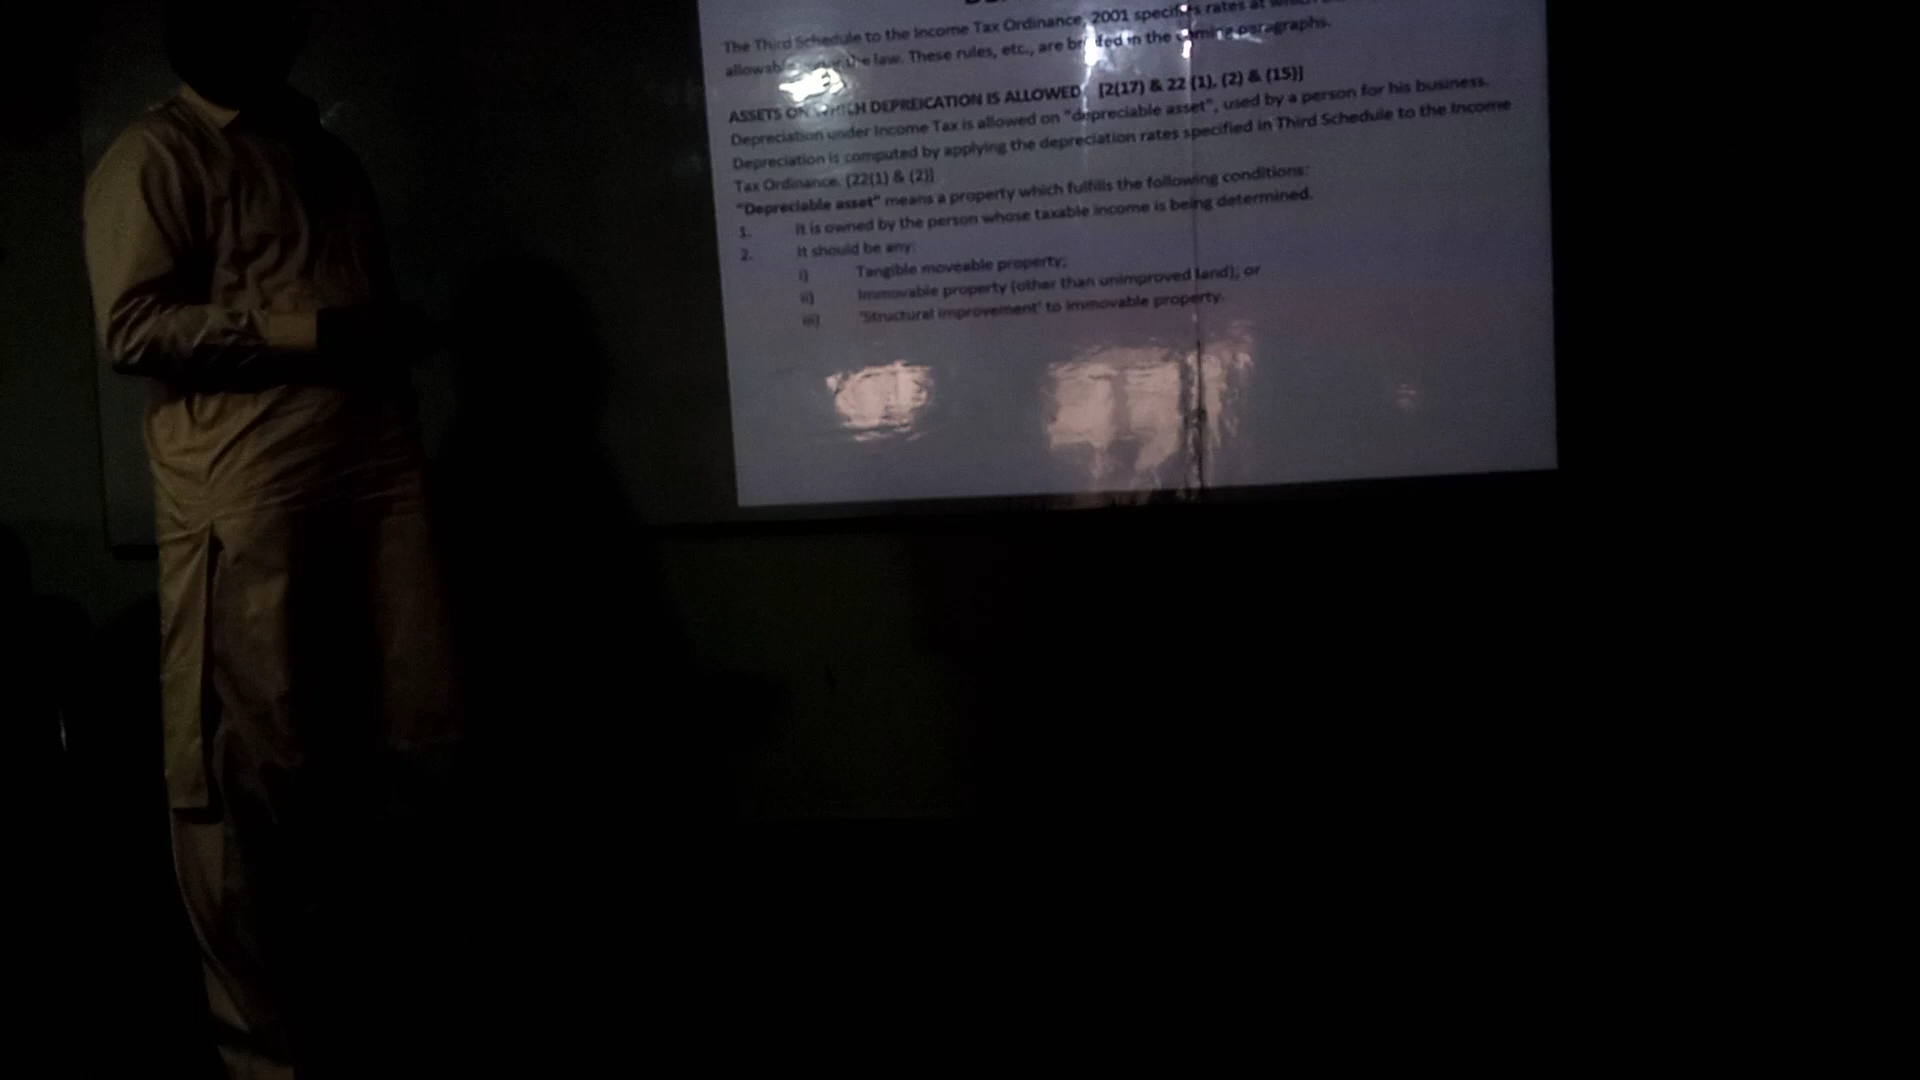 The Third Schedule to the Income Tax Ordinance, 2001 specifies rates at which
allowable under the law. These rules, etc., are briefed in the coming paragraphs.
ASSETS ON WHICH DEPREICATION IS ALLOWED [2(17) & 22 (1), (2) & (15)]
Depreciation under Income Tax is allowed on "depreciable asset", used by a person for his business.
Depreciation is computed by applying the depreciation rates specified in Third Schedule to the Income
Tax Ordinance. [22(1) & (2)]
"Depreciable asset" means a property which fulfills the following conditions:
1. It is owned by the person whose taxable income is being determined.
2. It should be any:
i) Tangible moveable property;
ii) Immovable property (other than unimproved land); or
iii) 'Structural improvement' to immovable property.